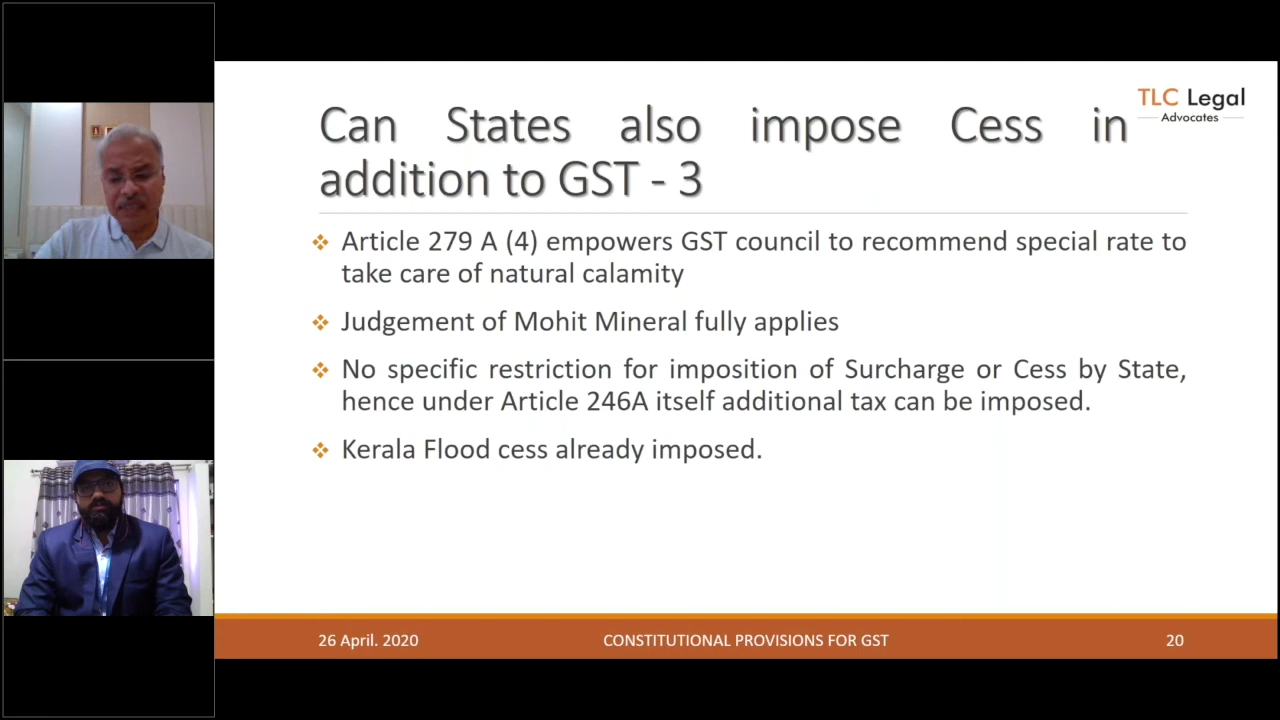 TLC Legal
Advocates
Can States also impose Cess in
addition to GST - 3
❖ Article 279 A (4) empowers GST council to recommend special rate to
take care of natural calamity
❖ Judgement of Mohit Mineral fully applies
❖ No specific restriction for imposition of Surcharge or Cess by State,
hence under Article 246A itself additional tax can be imposed.
❖ Kerala Flood cess already imposed.
26 April. 2020 CONSTITUTIONAL PROVISIONS FOR GST 20